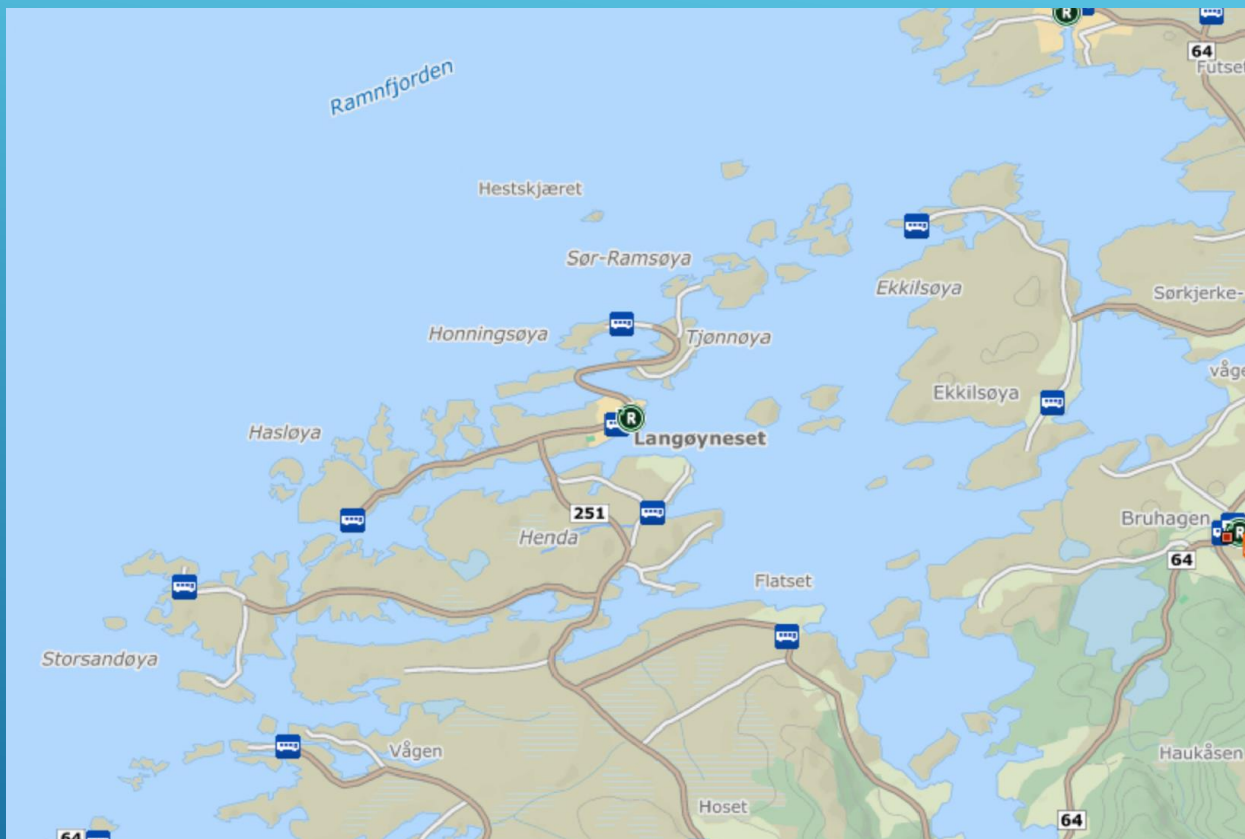 R
64
Futset
Ramnfjorden
Hestskjæret
Sør-Ramsøya
Ekkilsøya
Sørkjerke-
Honningsøya
Tjønnøya
våge
Ekkilsøya
R
Hasløya
Langøyneset
251
Bruhagen
R
Henda
64
Flatset
Storsandøya
Vågen
Haukåsen
Hoset
64
64